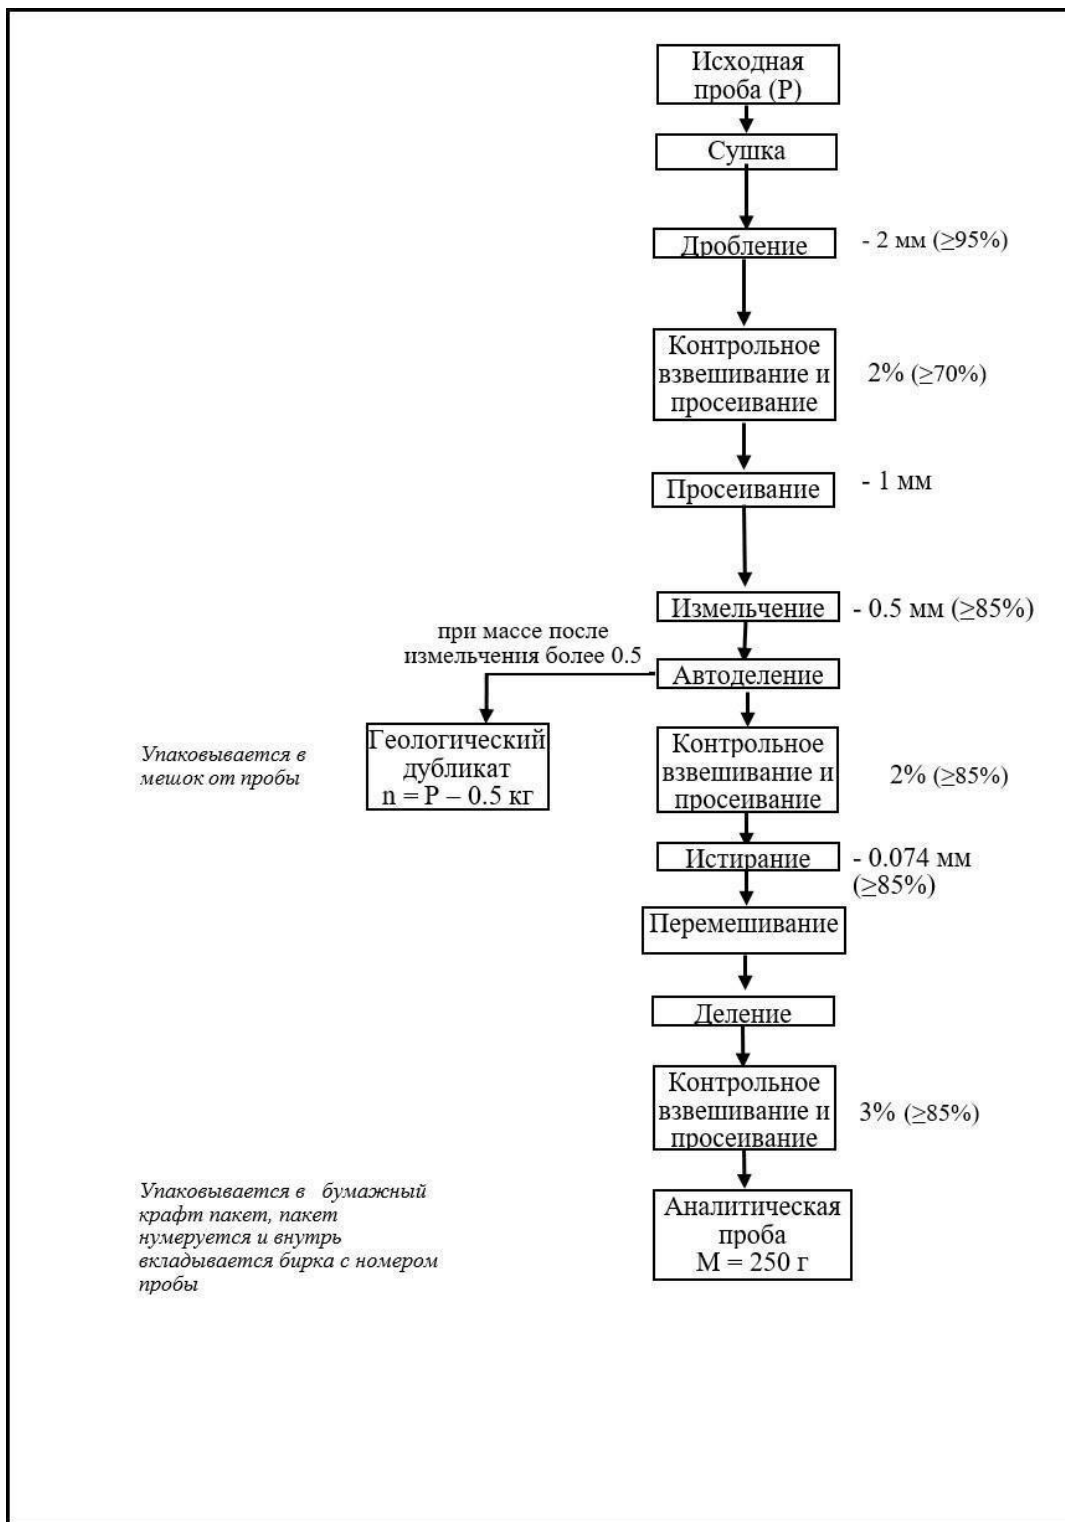 Исходная
проба (Р)
Сушка
Дробление
- 2 мм (≥95%)
Контрольное
взвешивание и
просеивание
2% (≥70%)
Просеивание
- 1 мм
Измельчение
- 0.5 мм (≥85%)
при массе после
измельчения более 0.5
Автоделение
Геологический
дубликат
n = P – 0.5 кг
Упаковывается в
мешок от пробы
Контрольное
взвешивание и
просеивание
2% (≥85%)
Истирание
- 0.074 мм
(≥85%)
Перемешивание
Деление
Контрольное
взвешивание и
просеивание
3% (≥85%)
Упаковывается в бумажный
крафт пакет, пакет
нумеруется и внутрь
вкладывается бирка с номером
пробы
Аналитическая
проба
М = 250 г